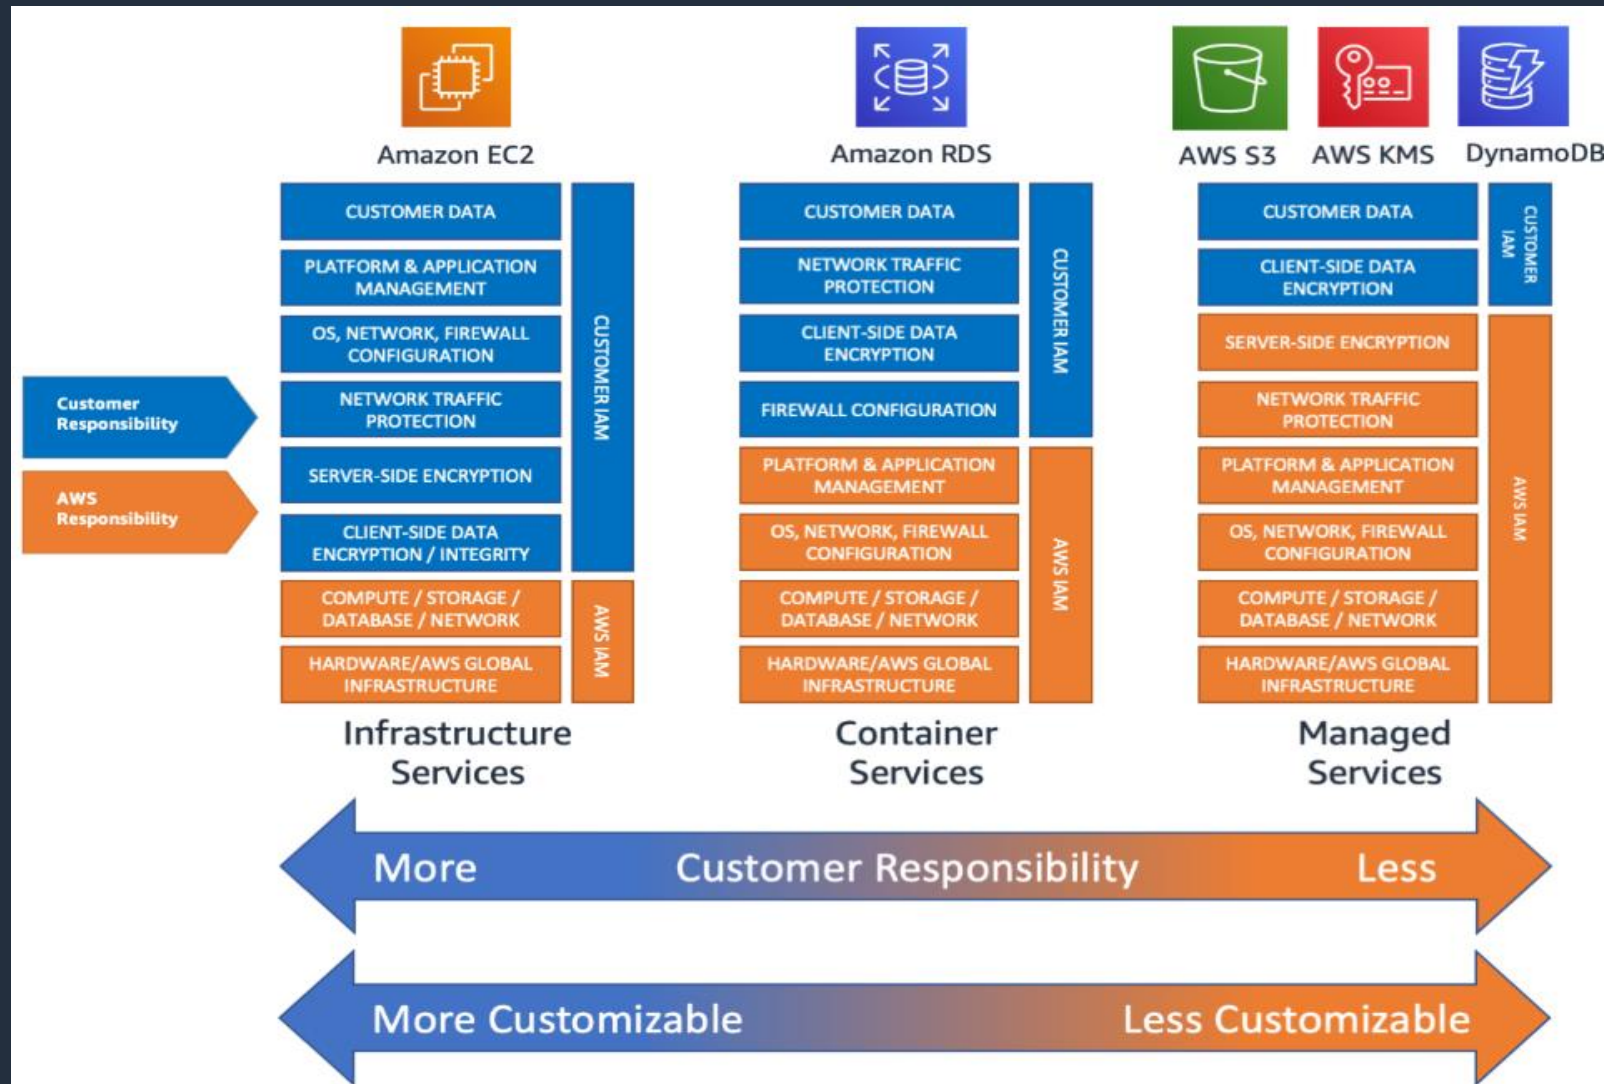 Amazon EC2
Amazon RDS
AWS S3
AWS KMS
DynamoDB
Customer
Responsibility
AWS
Responsibility
CUSTOMER DATA
PLATFORM & APPLICATION
MANAGEMENT
OS, NETWORK, FIREWALL
CONFIGURATION
NETWORK TRAFFIC
PROTECTION
SERVER-SIDE ENCRYPTION
CLIENT-SIDE DATA
ENCRYPTION / INTEGRITY
COMPUTE / STORAGE /
DATABASE / NETWORK
HARDWARE/AWS GLOBAL
INFRASTRUCTURE
CUSTOMER IAM
AWS IAM
Infrastructure
Services
CUSTOMER DATA
NETWORK TRAFFIC
PROTECTION
CLIENT-SIDE DATA
ENCRYPTION
FIREWALL CONFIGURATION
PLATFORM & APPLICATION
MANAGEMENT
OS, NETWORK, FIREWALL
CONFIGURATION
COMPUTE / STORAGE /
DATABASE / NETWORK
HARDWARE/AWS GLOBAL
INFRASTRUCTURE
CUSTOMER IAM
AWS IAM
Container
Services
CUSTOMER DATA
CLIENT-SIDE DATA
ENCRYPTION
SERVER-SIDE ENCRYPTION
NETWORK TRAFFIC
PROTECTION
PLATFORM & APPLICATION
MANAGEMENT
OS, NETWORK, FIREWALL
CONFIGURATION
COMPUTE / STORAGE /
DATABASE / NETWORK
HARDWARE/AWS GLOBAL
INFRASTRUCTURE
CUSTOMER
IAM
AWS IAM
Managed
Services
More Customer Responsibility Less
More Customizable Less Customizable